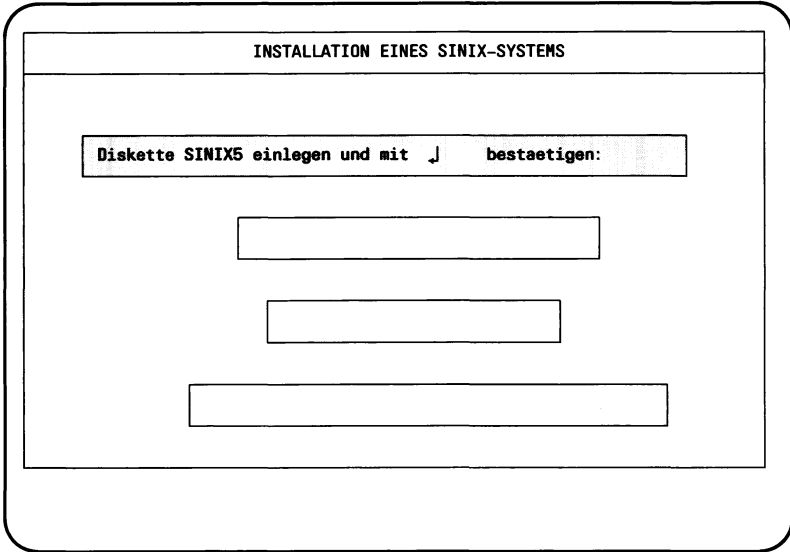 INSTALLATION EINES SINIX-SYSTEMS
Diskette SINIX5 einlegen und mit ↵ bestaetigen: